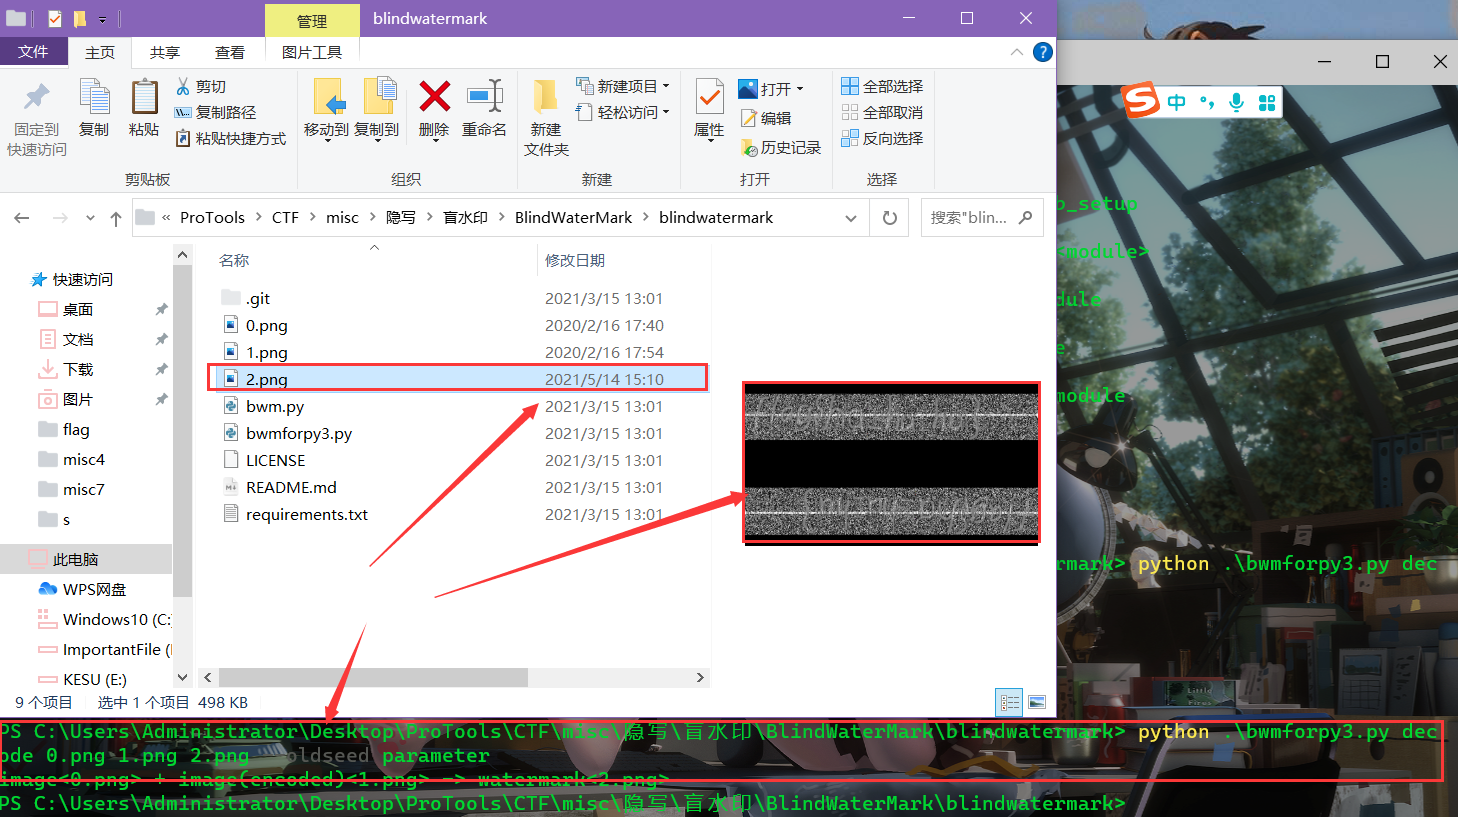 管理
blindwatermark
文件
主页
共享
查看
图片工具
固定到
快速访问
复制
粘贴
剪切
复制路径
粘贴快捷方式
剪贴板
移动到
复制到
删除
重命名
组织
新建
文件夹
新建项目
轻松访问
新建
属性
打开
编辑
历史记录
打开
全部选择
全部取消
反向选择
选择
中
« ProTools > CTF > misc > 隐写 > 盲水印 > BlindWaterMark > blindwatermark
搜索"blin...
名称
修改日期
快速访问
桌面
文档
下载
图片
flag
misc4
misc7
s
此电脑
WPS网盘
Windows10 (C:
ImportantFile (
KESU (E:)
.git 2021/3/15 13:01
0.png 2020/2/16 17:40
1.png 2020/2/16 17:54
2.png 2021/5/14 15:10
bwm.py 2021/3/15 13:01
bwmforpy3.py 2021/3/15 13:01
LICENSE 2021/3/15 13:01
README.md 2021/3/15 13:01
requirements.txt 2021/3/15 13:01
9 个项目
选中 1 个项目 498 KB
_setup
<module>
dule
e
module
rmark> python .\bwmforpy3.py dec
Little
Fires
PS C:\Users\Administrator\Desktop\ProTools\CTF\misc\隐写\盲水印\BlindWaterMark\blindwatermark> python .\bwmforpy3.py dec
ode 0.png 1.png 2.png --oldseed parameter
image<0.png> + image(encoded)<1.png> -> watermark<2.png>
PS C:\Users\Administrator\Desktop\ProTools\CTF\misc\隐写\盲水印\BlindWaterMark\blindwatermark>